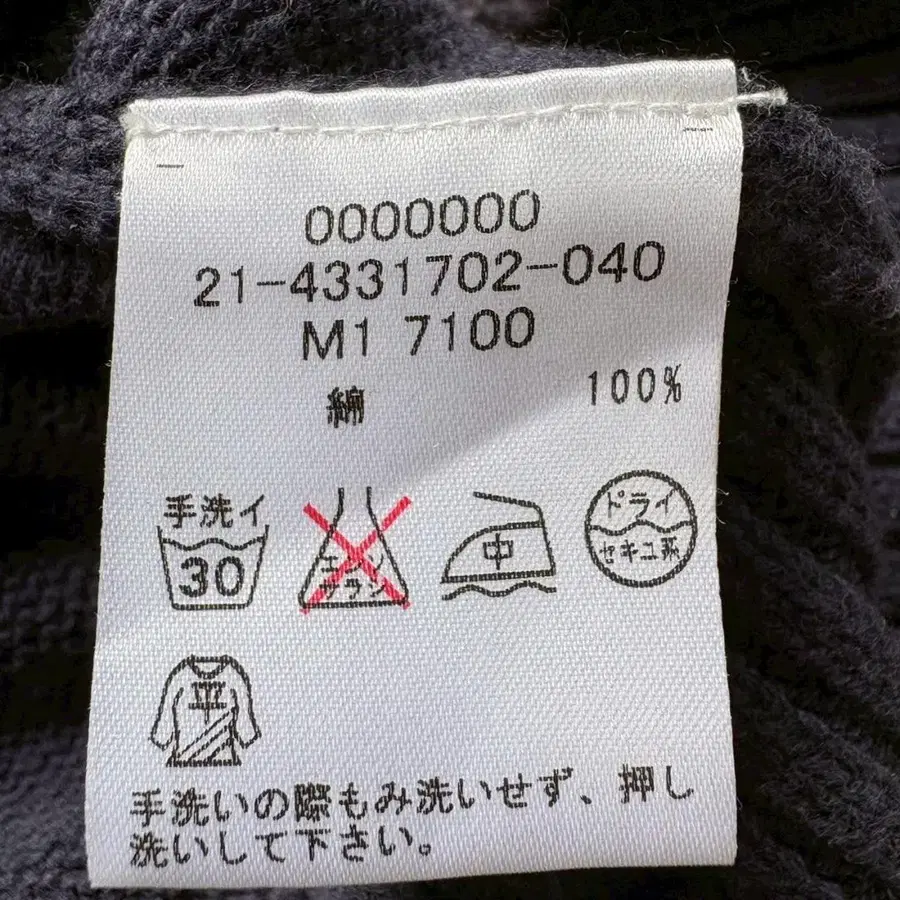 0000000
21-4331702-040
M1 7100
綿 100%
手洗イ
30
エンソ
サラシ
中
ドライ
セキユ系
平
手洗いの際もみ洗いせず、押し
洗いして下さい。